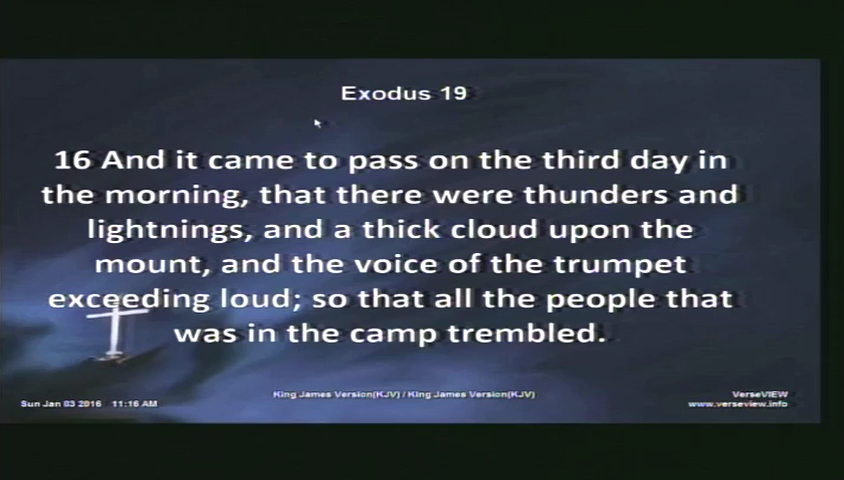 Exodus 19
16 And it came to pass on the third day in
the morning, that there were thunders and
lightnings, and a thick cloud upon the
mount, and the voice of the trumpet
exceeding loud; so that all the people that
was in the camp trembled.
King James Version(KJV) / King James Version(KJV)
VerseVIEW
Sun Jan 03 2016 11:16 AM
www.verseview.info